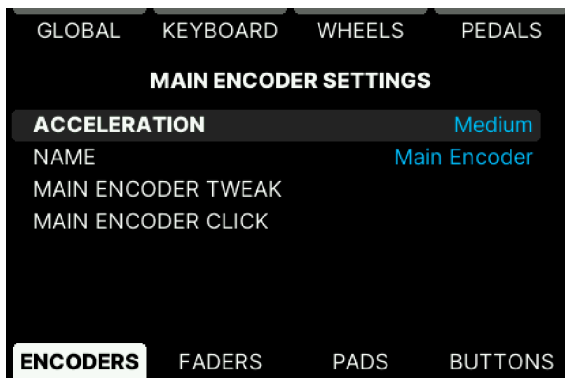 GLOBAL KEYBOARD WHEELS PEDALS
MAIN ENCODER SETTINGS
ACCELERATION Medium
NAME Main Encoder
MAIN ENCODER TWEAK
MAIN ENCODER CLICK
ENCODERS FADERS PADS BUTTONS